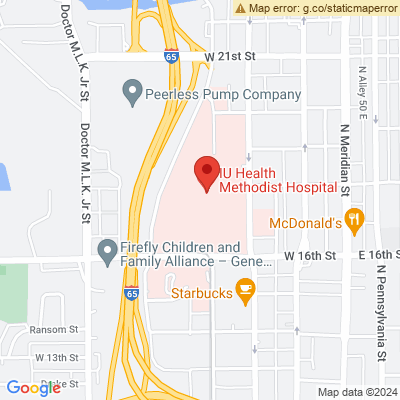 Map error: g.co/staticmaperror
Doctor M.L.K. Jr St
65
W 21st St
Peerless Pump Company
N Alley 50 E
N Meridian St
IU Health
Methodist Hospital
McDonald's
Doctor M.L.K. Jr St
Firefly Children and
Family Alliance – Gene...
W 16th St
E 16th S
Starbucks
65
N Pennsylvania St
Ransom St
W 13th St
Drake St
Google
Map data ©2024